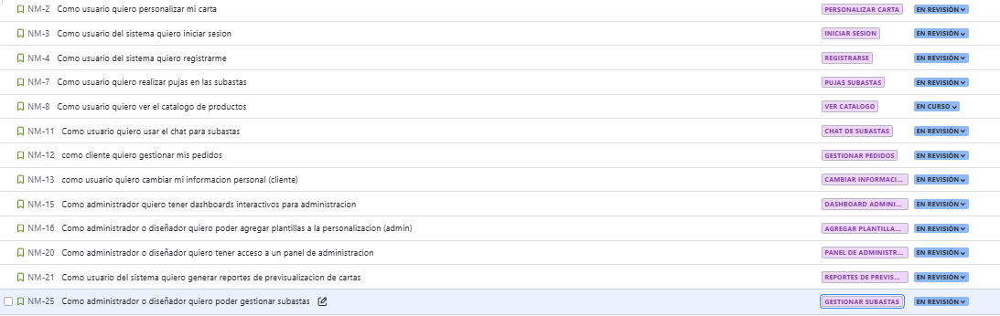 NM-2 Como usuario quiero personalizar mi carta PERSONALIZAR CARTA EN REVISIÓN
NM-3 Como usuario del sistema quiero iniciar sesion INICIAR SESION EN REVISIÓN
NM-4 Como usuario del sistema quiero registrarme REGISTRARSE EN REVISIÓN
NM-7 Como usuario quiero realizar pujas en las subastas PUJAS SUBASTAS EN REVISIÓN
NM-8 Como usuario quiero ver el catalogo de productos VER CATALOGO EN CURSO
NM-11 Como usuario quiero usar el chat para subastas CHAT DE SUBASTAS EN REVISIÓN
NM-12 como cliente quiero gestionar mis pedidos GESTIONAR PEDIDOS EN REVISIÓN
NM-13 como usuario quiero cambiar mi informacion personal (cliente) CAMBIAR INFORMACI... EN REVISIÓN
NM-15 Como administrador quiero tener dashboards interactivos para administracion DASHBOARD ADMINI... EN REVISIÓN
NM-16 Como administrador o diseñador quiero poder agregar plantillas a la personalizacion (admin) AGREGAR PLANTILLA... EN REVISIÓN
NM-20 Como administrador o diseñador quiero tener acceso a un panel de administracion PANEL DE ADMINISTR... EN REVISIÓN
NM-21 Como usuario del sistema quiero generar reportes de previsualizacion de cartas REPORTES DE PREVIS... EN REVISIÓN
NM-25 Como administrador o diseñador quiero poder gestionar subastas GESTIONAR SUBASTAS EN REVISIÓN